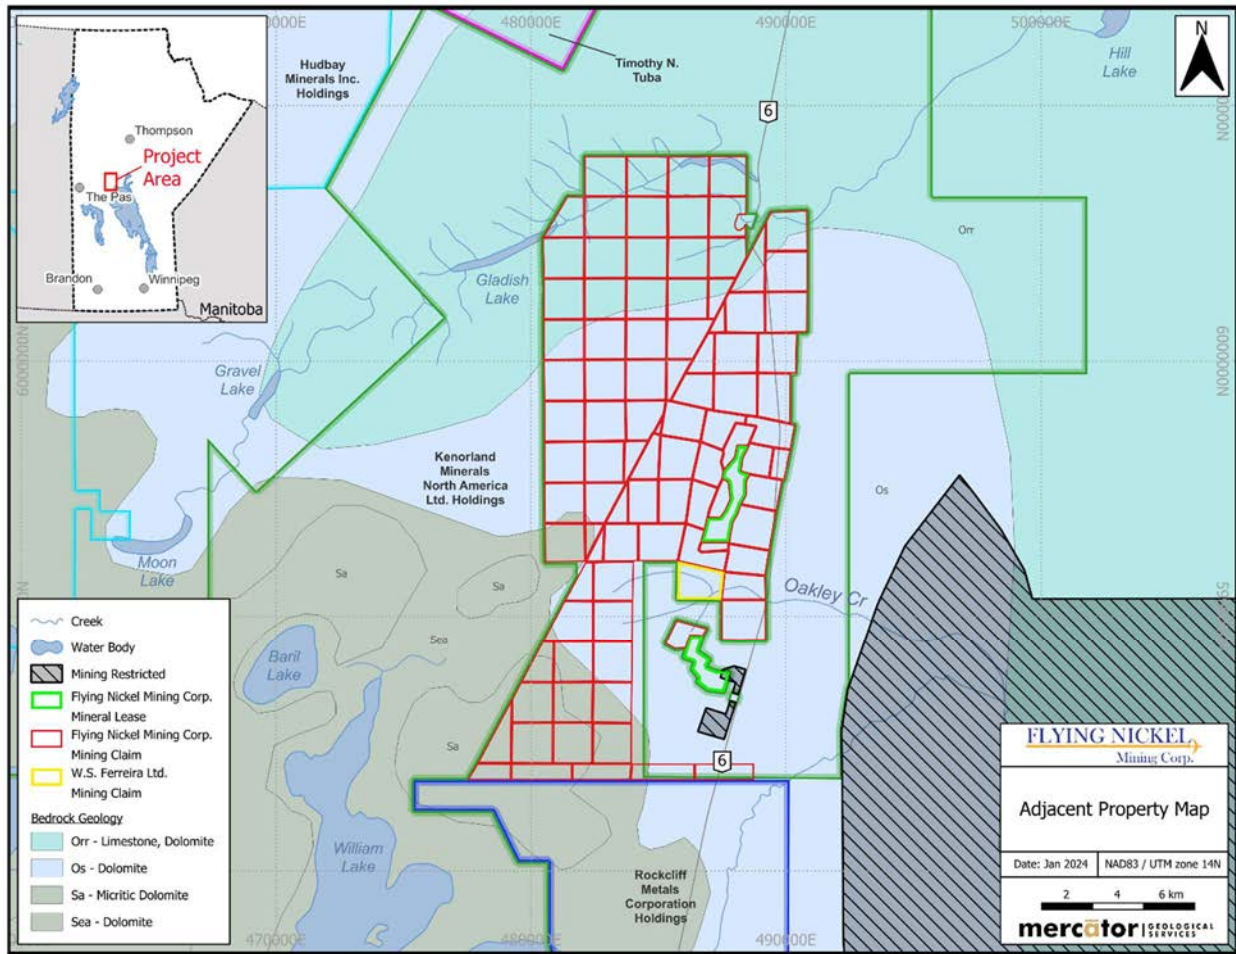 480000E
490000E
500000E
N
Hill
Lake
Timothy N.
Tuba
Hudbay
Minerals Inc.
Holdings
6
Thompson
Project
Area
The Pas
Brandon
Winnipeg
Manitoba
Orr
Gladish
Lake
6000000N
6000000N
Gravel
Lake
Kenorland
Minerals
North America
Ltd. Holdings
Os
Moon
Lake
Sa
Sa
Oakley Cr
Sea
Baril
Lake
Sa
6
William
Lake
Rockcliff
Metals
Corporation
Holdings
470000E
480000E
490000E
Creek
Water Body
Mining Restricted
Flying Nickel Mining Corp.
Mineral Lease
Flying Nickel Mining Corp.
Mining Claim
W.S. Ferreira Ltd.
Mining Claim
Bedrock Geology
Orr - Limestone, Dolomite
Os - Dolomite
Sa - Micritic Dolomite
Sea - Dolomite
FLYING NICKEL
Mining Corp.
Adjacent Property Map
Date: Jan 2024
NAD83 / UTM zone 14N
2 4 6 km
mercator GEOLOGICAL
SERVICES